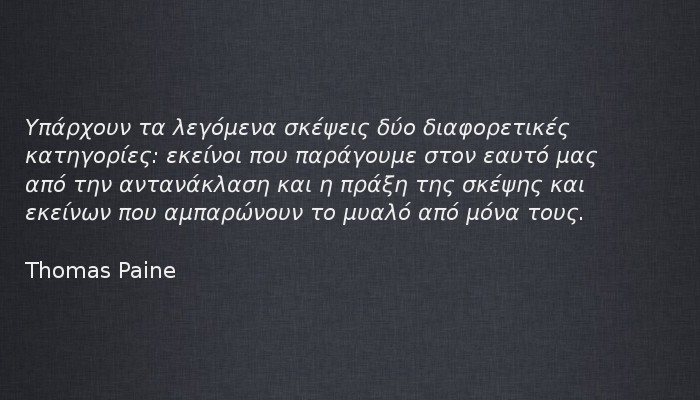 Υπάρχουν τα λεγόμενα σκέψεις δύο διαφορετικές
κατηγορίες: εκείνοι που παράγουμε στον εαυτό μας
από την αντανάκλαση και η πράξη της σκέψης και
εκείνων που αμπαρώνουν το μυαλό από μόνα τους.
Thomas Paine